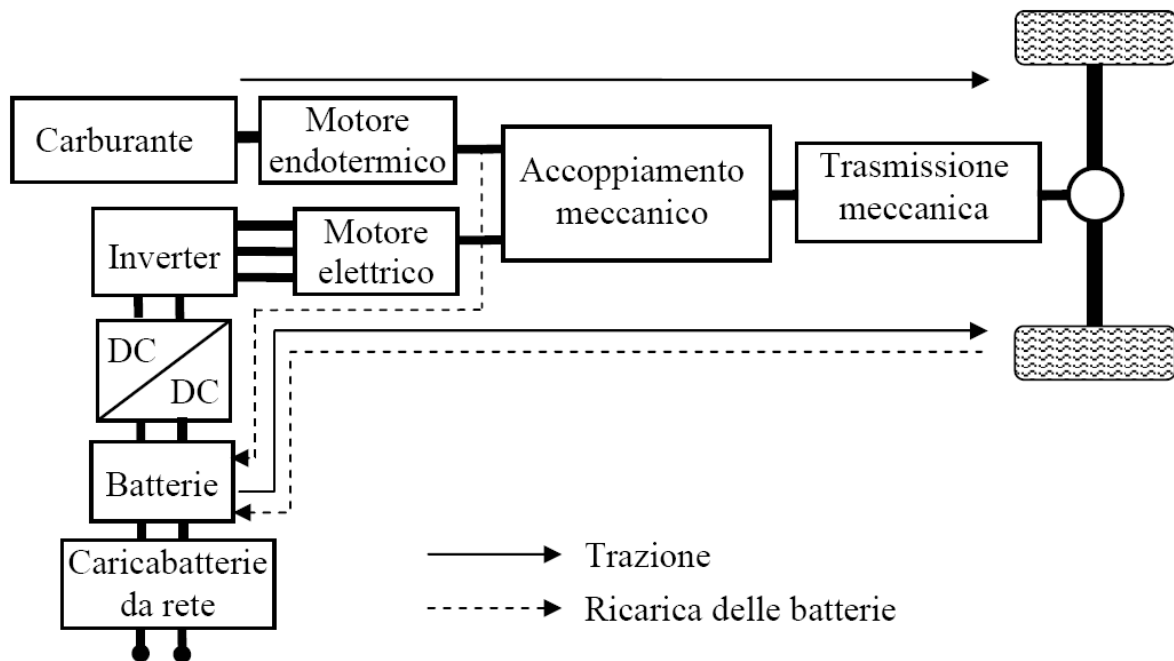 Carburante
Motore
endotermico
Accoppiamento
meccanico
Trasmissione
meccanica
Inverter
Motore
elettrico
DC
DC
Batterie
Caricabatterie
da rete
Trazione
Ricarica delle batterie